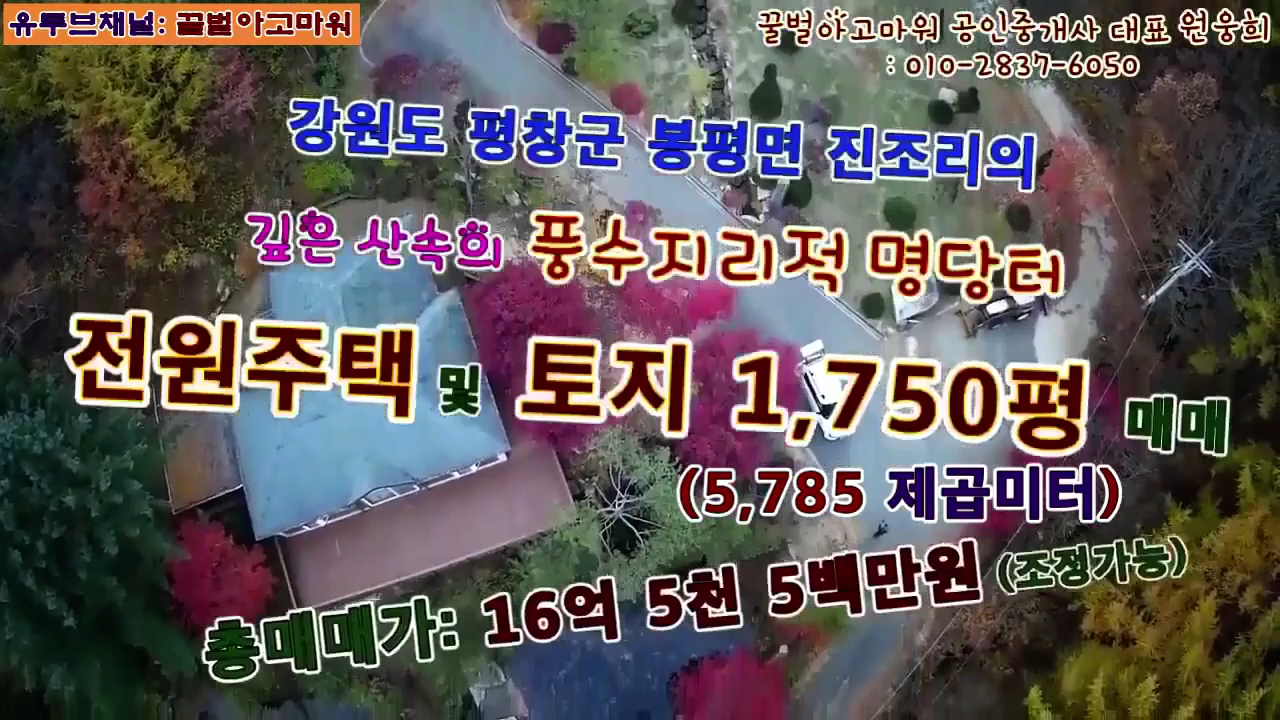 유투브채널: 꿀벌아고마워
꿀벌아고마워 공인중개사 대표 원웅희
: 010-2837-6050
강원도 평창군 봉평면 진조리의
깊은 산속희 풍수지리적 명당터
전원주택 및 토지 1,750평 매매
(5,785 제곱미터)
총매매가: 16억 5천 5백만원 (조정가능)